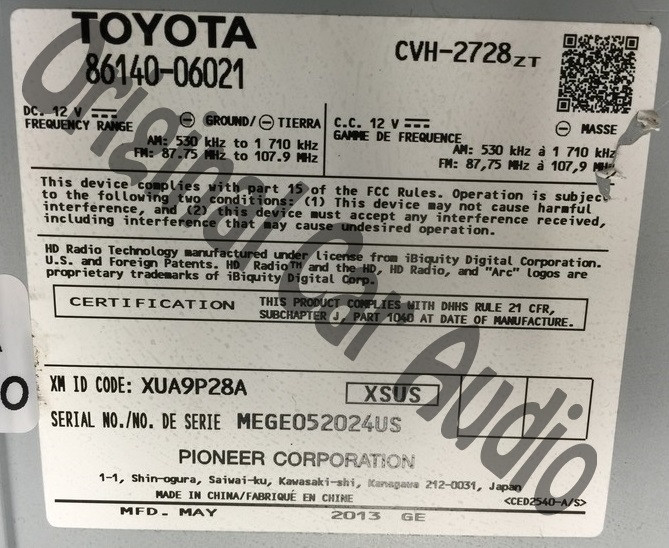 TOYOTA
86140-06021
CVH-2728ZT
DC. 12 V ⎓ ⊖ GROUND/⊖ TIERRA
FREQUENCY RANGE
AM: 530 kHz to 1 710 kHz
FM: 87.75 MHz to 107.9 MHz
C.C. 12 V ⎓ ⊖ MASSE
GAMME DE FREQUENCE
AM: 530 kHz à 1 710 kHz
FM: 87,75 MHz à 107,9
This device complies with part 15 of the FCC Rules. Operation is subject
to the following two conditions: (1) This device may not cause harmful
interference, and (2) this device must accept any interference received,
including interference that may cause undesired operation.
HD Radio Technology manufactured under license from iBiquity Digital Corporation.
U.S. and Foreign Patents. HD Radio™ and the HD, HD Radio, and "Arc" logos are
proprietary trademarks of iBiquity Digital Corp.
CERTIFICATION
THIS PRODUCT COMPLIES WITH DHHS RULE 21 CFR,
SUBCHAPTER J, PART 1040 AT DATE OF MANUFACTURE.
XM ID CODE: XUA9P28A
XSUS
SERIAL NO./NO. DE SERIE MEGE052024US
PIONEER CORPORATION
1-1, Shin-ogura, Saiwai-ku, Kawasaki-shi, Kanagawa 212-0031, Japan
MADE IN CHINA/FABRIQUÉ EN CHINE
<CED2540-A/S>
MFD- MAY 2013 GE
Original Car Audio
O